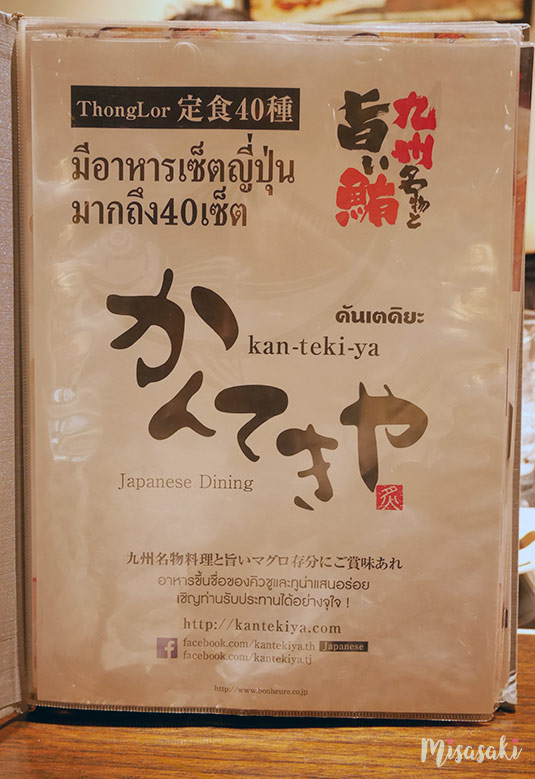 ThongLor 定食40種
มีอาหารเซ็ตญี่ปุ่น
มากถึง40เซ็ต
九州名物と
旨い鮪
คันเตคิยะ
kan-teki-ya
かんてきや
Japanese Dining
炙
九州名物料理と旨いマグロ存分にご賞味あれ
อาหารขึ้นชื่อของคิวชูและทูน่าแสนอร่อย
เชิญท่านรับประทานได้อย่างจุใจ !
http://kantekiya.com
facebook.com/kantekiya.th Japanese
facebook.com/kantekiya.tj
http://www.bonheure.co.jp
Misasaki